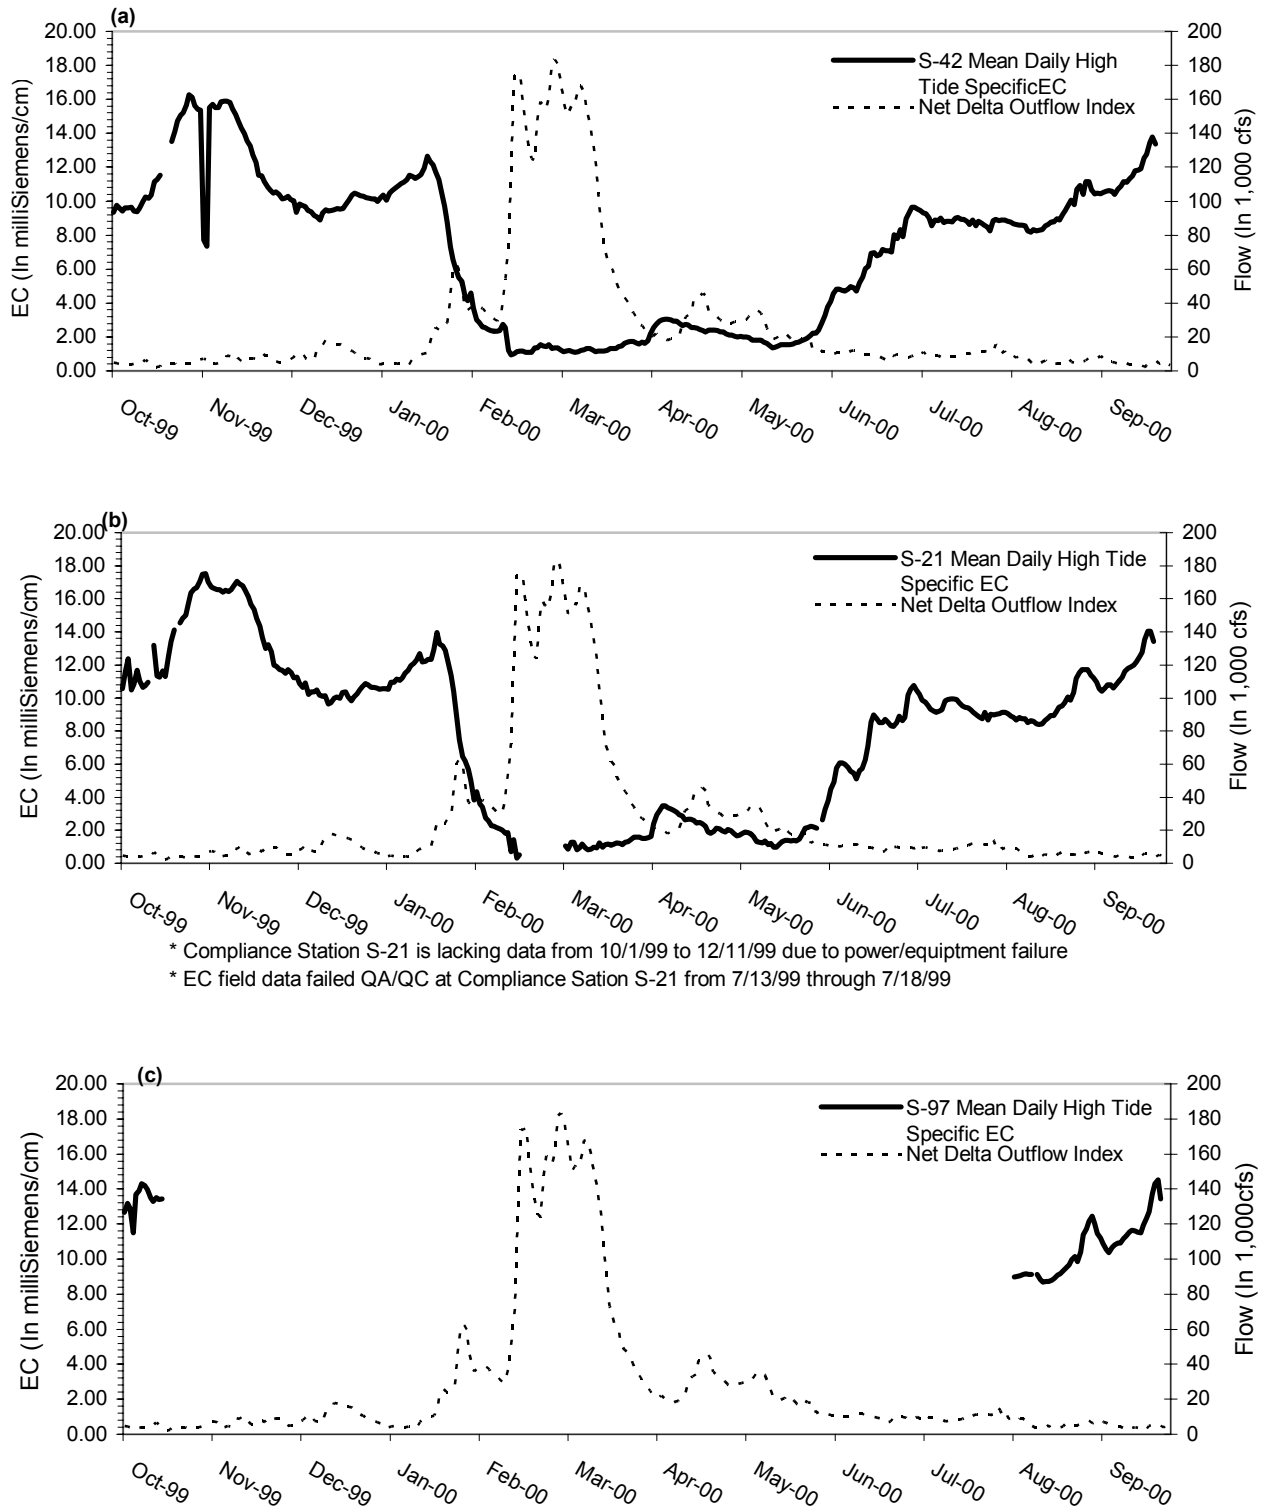 (a)
20.00
18.00
16.00
14.00
12.00
10.00
8.00
6.00
4.00
2.00
0.00
EC (In milliSiemens/cm)
200
180
160
140
120
100
80
60
40
20
0
Flow (In 1,000 cfs)
S-42 Mean Daily High
Tide SpecificEC
Net Delta Outflow Index
Oct-99
Nov-99
Dec-99
Jan-00
Feb-00
Mar-00
Apr-00
May-00
Jun-00
Jul-00
Aug-00
Sep-00
(b)
20.00
18.00
16.00
14.00
12.00
10.00
8.00
6.00
4.00
2.00
0.00
EC (In milliSiemens/cm)
200
180
160
140
120
100
80
60
40
20
0
Flow (In 1,000 cfs)
S-21 Mean Daily High Tide
Specific EC
Net Delta Outflow Index
Oct-99
Nov-99
Dec-99
Jan-00
Feb-00
Mar-00
Apr-00
May-00
Jun-00
Jul-00
Aug-00
Sep-00
* Compliance Station S-21 is lacking data from 10/1/99 to 12/11/99 due to power/equiptment failure
* EC field data failed QA/QC at Compliance Sation S-21 from 7/13/99 through 7/18/99
(c)
20.00
18.00
16.00
14.00
12.00
10.00
8.00
6.00
4.00
2.00
0.00
EC (In milliSiemens/cm)
200
180
160
140
120
100
80
60
40
20
0
Flow (In 1,000cfs)
S-97 Mean Daily High Tide
Specific EC
Net Delta Outflow Index
Oct-99
Nov-99
Dec-99
Jan-00
Feb-00
Mar-00
Apr-00
May-00
Jun-00
Jul-00
Aug-00
Sep-00